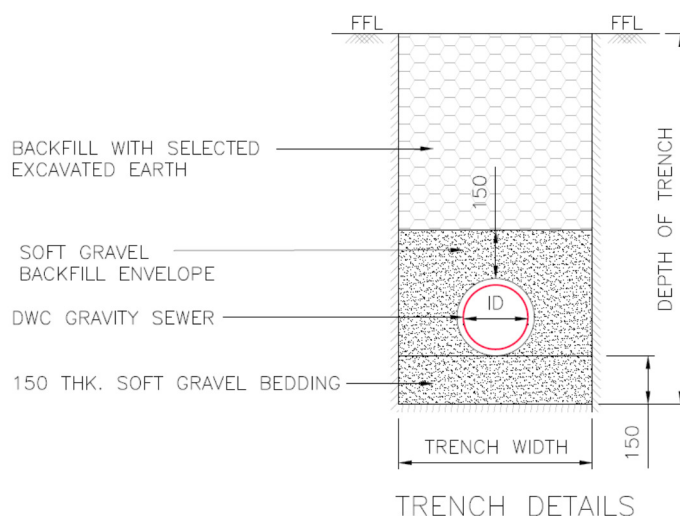 FFL
FFL
BACKFILL WITH SELECTED
EXCAVATED EARTH
150
DEPTH OF TRENCH
SOFT GRAVEL
BACKFILL ENVELOPE
ID
DWC GRAVITY SEWER
150 THK. SOFT GRAVEL BEDDING
TRENCH WIDTH
150
TRENCH DETAILS